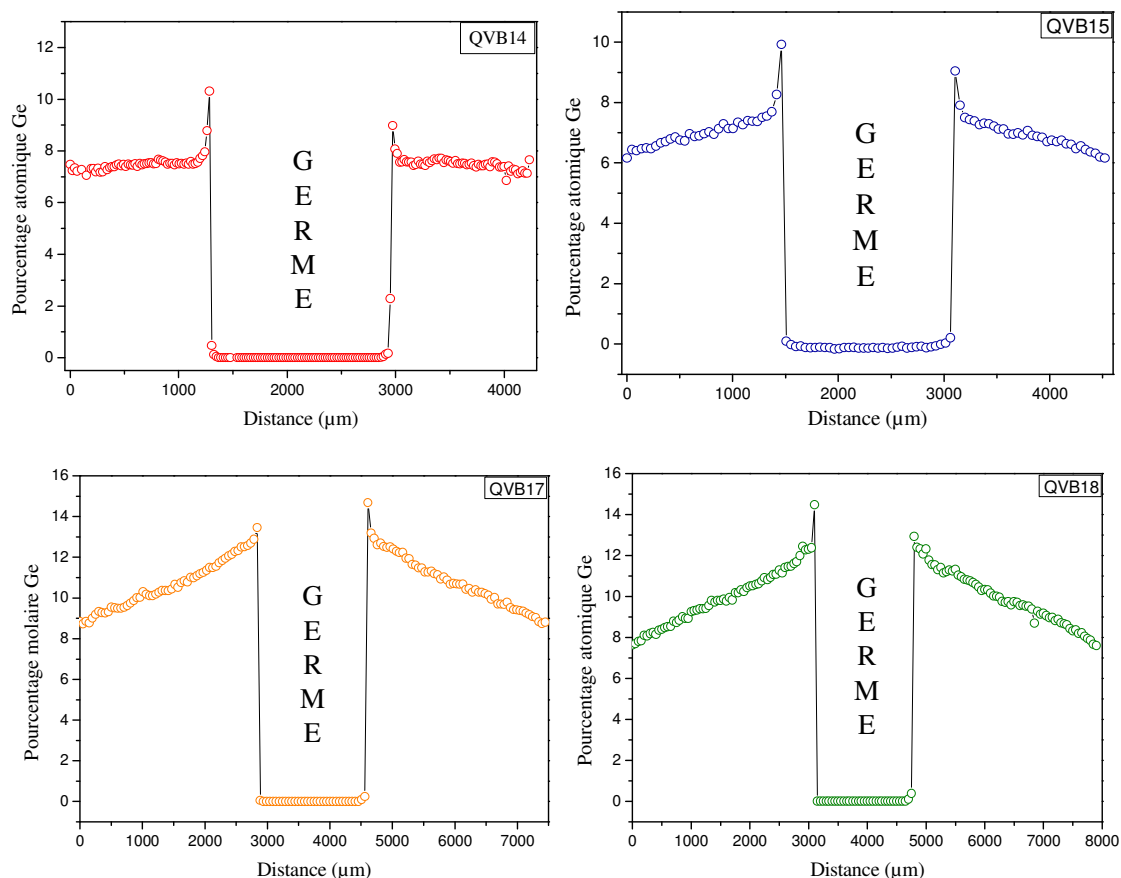 QVB14
12
10
8
6
4
2
0
Pourcentage atomique Ge
G
E
R
M
E
0 1000 2000 3000 4000
Distance (µm)
QVB15
10
8
6
4
2
0
Pourcentage atomique Ge
G
E
R
M
E
0 1000 2000 3000 4000
Distance (µm)
QVB17
16
14
12
10
8
6
4
2
0
Pourcentage molaire Ge
G
E
R
M
E
0 1000 2000 3000 4000 5000 6000 7000
Distance (µm)
QVB18
16
14
12
10
8
6
4
2
0
Pourcentage atomique Ge
G
E
R
M
E
0 1000 2000 3000 4000 5000 6000 7000 8000
Distance (µm)